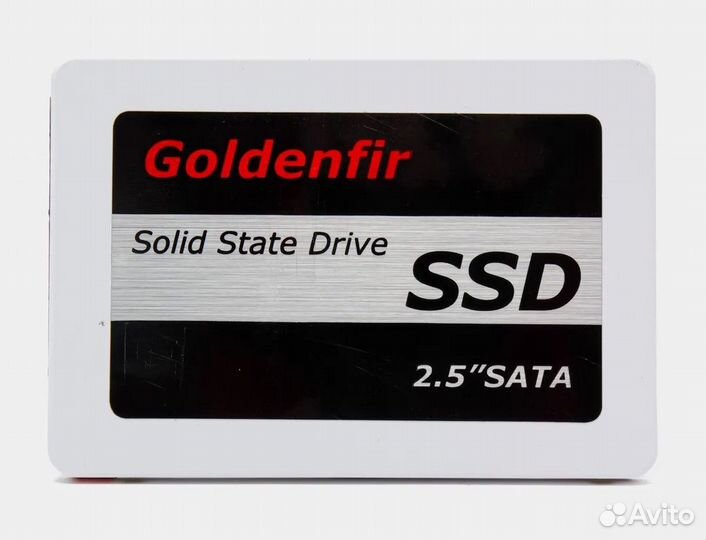 Goldenfir
Solid State Drive
SSD
2.5"SATA
Avito